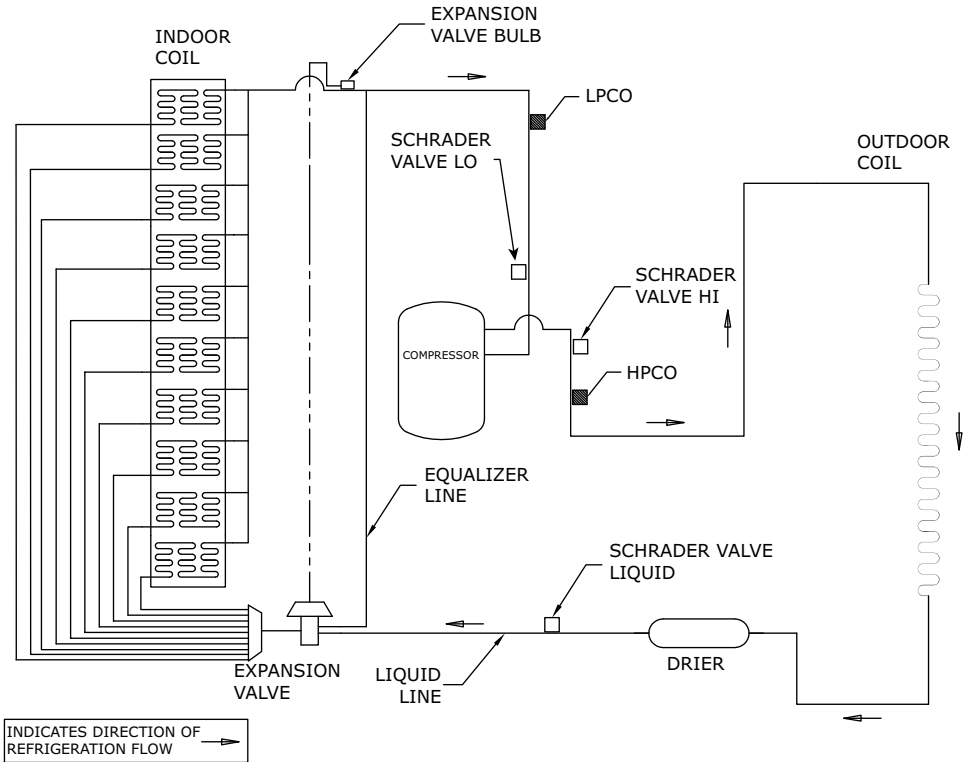 EXPANSION
VALVE BULB
INDOOR
COIL
LPCO
SCHRADER
VALVE LO
OUTDOOR
COIL
SCHRADER
VALVE HI
COMPRESSOR
HPCO
EQUALIZER
LINE
SCHRADER VALVE
LIQUID
EXPANSION
VALVE
LIQUID
LINE
DRIER
INDICATES DIRECTION OF
REFRIGERATION FLOW